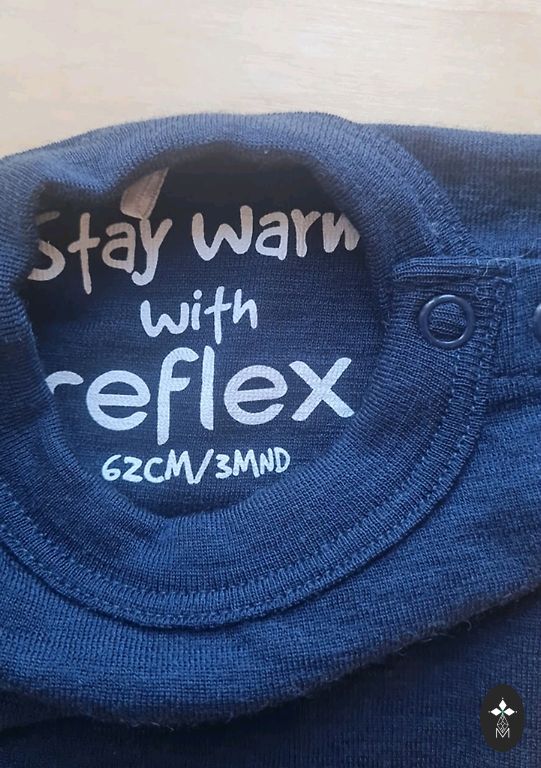 Stay warm
with
reflex
62CM/3MND